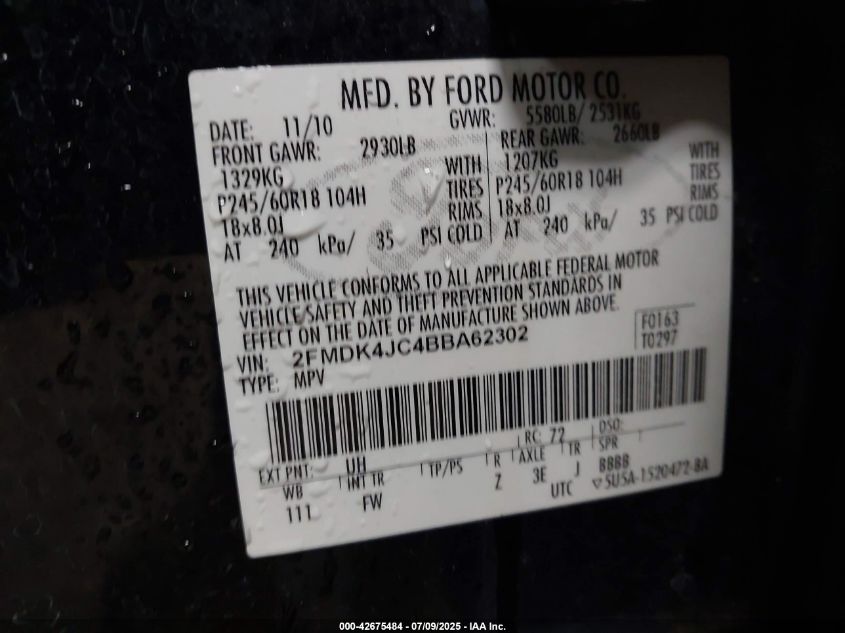 MFD. BY FORD MOTOR CO.
DATE: 11/10 GVWR: 5580LB/ 2531KG
FRONT GAWR: 2930LB REAR GAWR: 2660LB
1329KG WITH 1207KG WITH
P245/60R18 104H TIRES P245/60R18 104H TIRES
18x8.0J RIMS 18x8.0J RIMS
AT 240 kPa/ 35 PSI COLD AT 240 kPa/ 35 PSI COLD
THIS VEHICLE CONFORMS TO ALL APPLICABLE FEDERAL MOTOR
VEHICLE SAFETY AND THEFT PREVENTION STANDARDS IN
EFFECT ON THE DATE OF MANUFACTURE SHOWN ABOVE.
VIN: 2FMDK4JC4BBA62302 F0163
TYPE: MPV T0297
EXT PNT: UH RC: 72 DSO:
WB INT TR TP/PS R AXLE TR SPR
111 FW Z 3E J BBBB
UTC ▽5U5A-1520472-BA
000-42675484 - 07/09/2025 - IAA Inc.